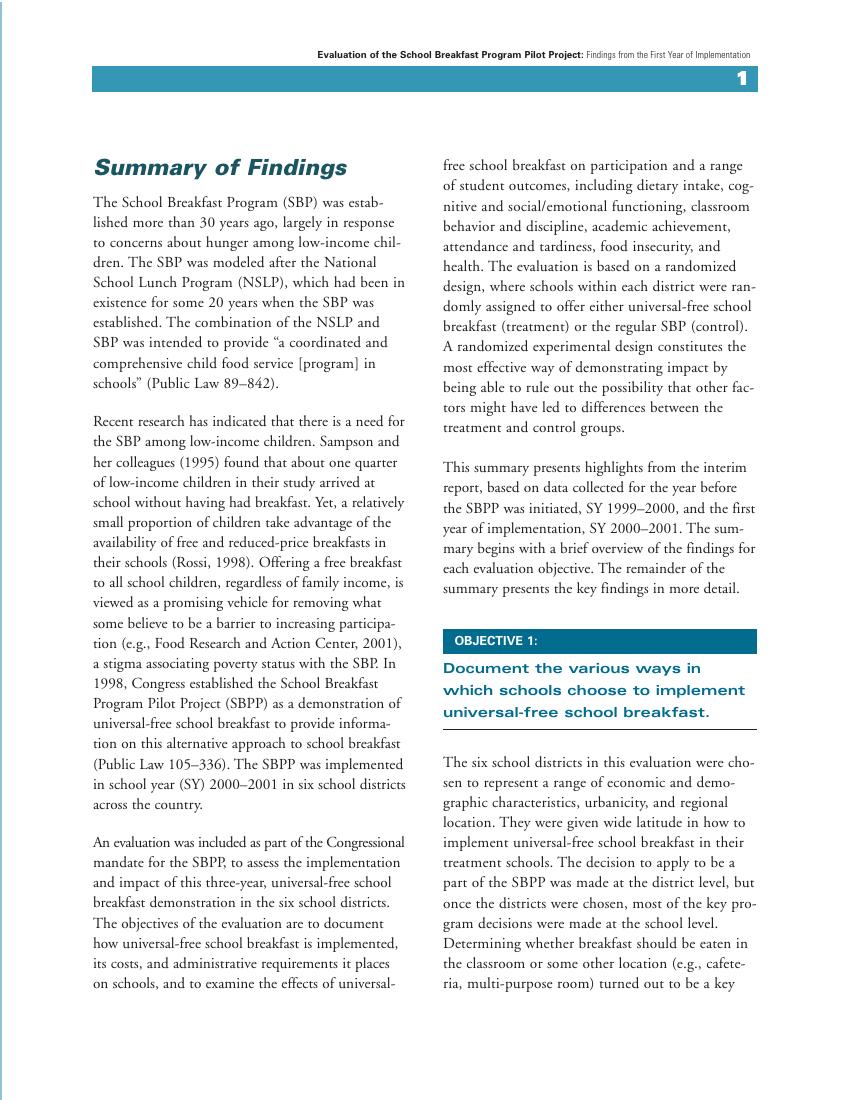 Evaluation of the School Breakfast Program Pilot Project: Findings from the First Year of Implementation
1
Summary of Findings
The School Breakfast Program (SBP) was estab-
lished more than 30 years ago, largely in response
to concerns about hunger among low-income chil-
dren. The SBP was modeled after the National
School Lunch Program (NSLP), which had been in
existence for some 20 years when the SBP was
established. The combination of the NSLP and
SBP was intended to provide “a coordinated and
comprehensive child food service [program] in
schools” (Public Law 89–842).
Recent research has indicated that there is a need for
the SBP among low-income children. Sampson and
her colleagues (1995) found that about one quarter
of low-income children in their study arrived at
school without having had breakfast. Yet, a relatively
small proportion of children take advantage of the
availability of free and reduced-price breakfasts in
their schools (Rossi, 1998). Offering a free breakfast
to all school children, regardless of family income, is
viewed as a promising vehicle for removing what
some believe to be a barrier to increasing participa-
tion (e.g., Food Research and Action Center, 2001),
a stigma associating poverty status with the SBP. In
1998, Congress established the School Breakfast
Program Pilot Project (SBPP) as a demonstration of
universal-free school breakfast to provide informa-
tion on this alternative approach to school breakfast
(Public Law 105–336). The SBPP was implemented
in school year (SY) 2000–2001 in six school districts
across the country.
An evaluation was included as part of the Congressional
mandate for the SBPP, to assess the implementation
and impact of this three-year, universal-free school
breakfast demonstration in the six school districts.
The objectives of the evaluation are to document
how universal-free school breakfast is implemented,
its costs, and administrative requirements it places
on schools, and to examine the effects of universal-
free school breakfast on participation and a range
of student outcomes, including dietary intake, cog-
nitive and social/emotional functioning, classroom
behavior and discipline, academic achievement,
attendance and tardiness, food insecurity, and
health. The evaluation is based on a randomized
design, where schools within each district were ran-
domly assigned to offer either universal-free school
breakfast (treatment) or the regular SBP (control).
A randomized experimental design constitutes the
most effective way of demonstrating impact by
being able to rule out the possibility that other fac-
tors might have led to differences between the
treatment and control groups.
This summary presents highlights from the interim
report, based on data collected for the year before
the SBPP was initiated, SY 1999–2000, and the first
year of implementation, SY 2000–2001. The sum-
mary begins with a brief overview of the findings for
each evaluation objective. The remainder of the
summary presents the key findings in more detail.
OBJECTIVE 1:
Document the various ways in
which schools choose to implement
universal-free school breakfast.
The six school districts in this evaluation were cho-
sen to represent a range of economic and demo-
graphic characteristics, urbanicity, and regional
location. They were given wide latitude in how to
implement universal-free school breakfast in their
treatment schools. The decision to apply to be a
part of the SBPP was made at the district level, but
once the districts were chosen, most of the key pro-
gram decisions were made at the school level.
Determining whether breakfast should be eaten in
the classroom or some other location (e.g., cafete-
ria, multi-purpose room) turned out to be a key